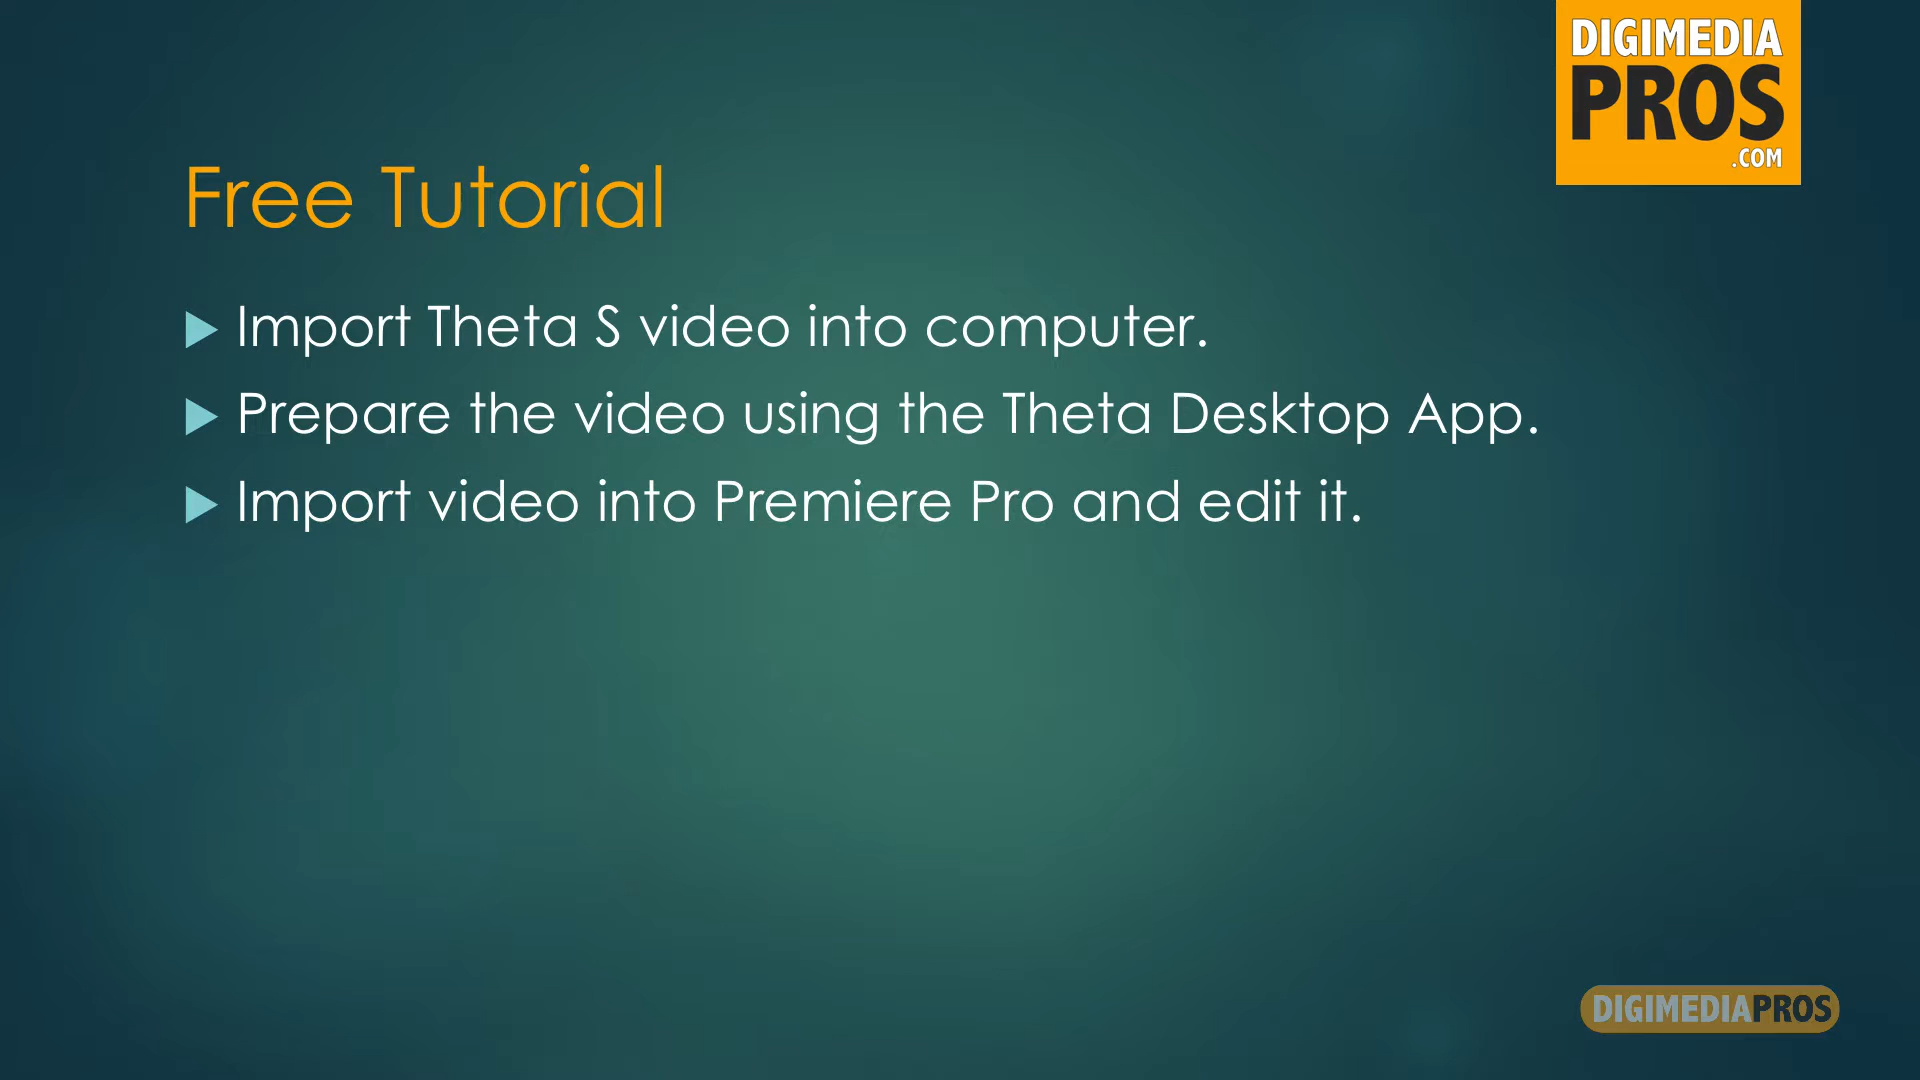 DIGIMEDIA
PROS
.COM
Free Tutorial
Import Theta S video into computer.
Prepare the video using the Theta Desktop App.
Import video into Premiere Pro and edit it.
DIGIMEDIAPROS